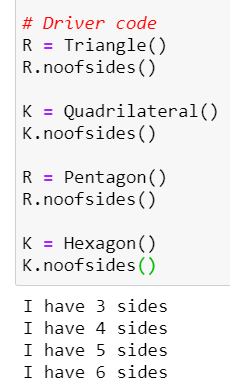 # Driver code
R = Triangle()
R.noofsides()
K = Quadrilateral()
K.noofsides()
R = Pentagon()
R.noofsides()
K = Hexagon()
K.noofsides()
I have 3 sides
I have 4 sides
I have 5 sides
I have 6 sides